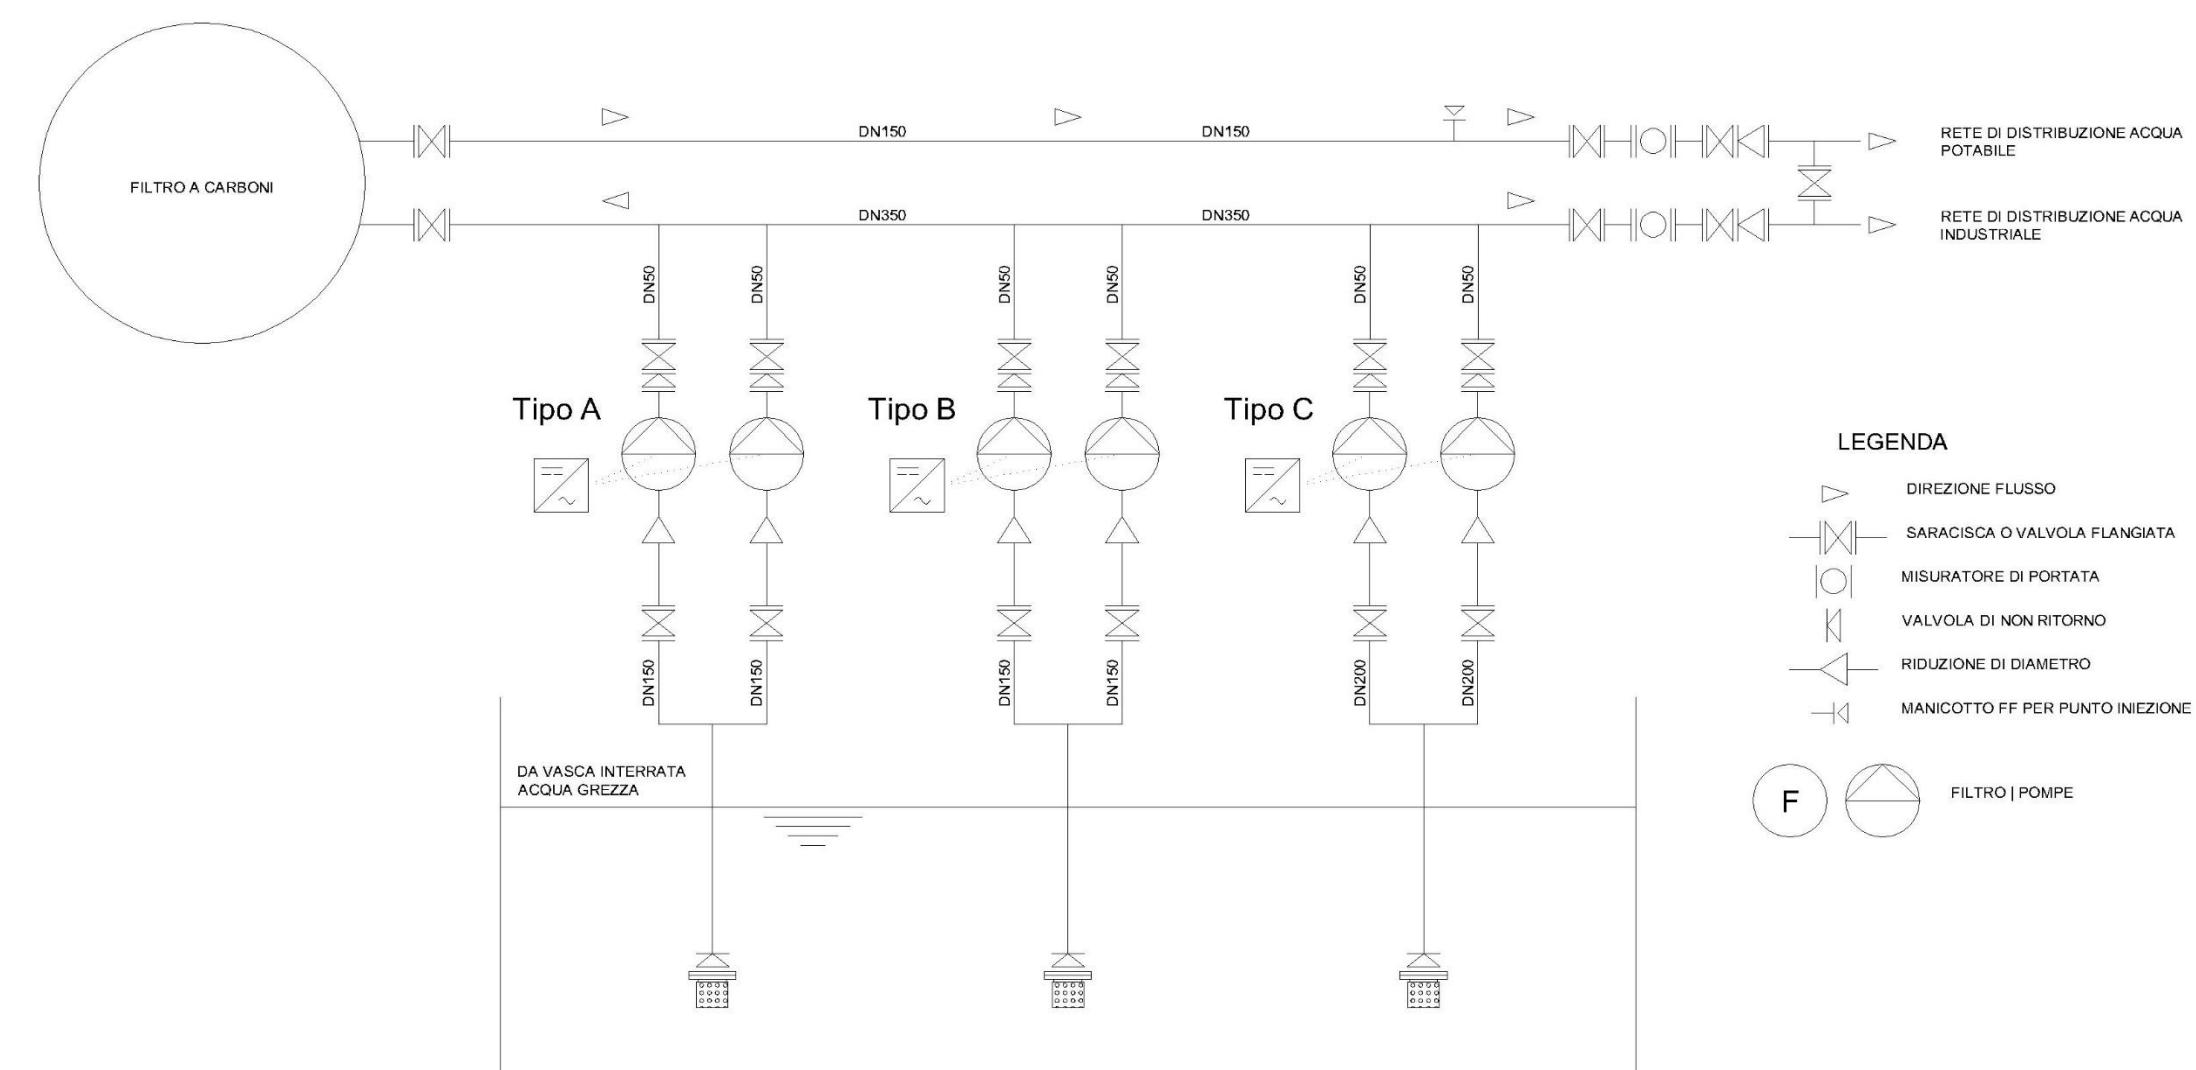 DN150
DN150
RETE DI DISTRIBUZIONE ACQUA
POTABILE
FILTRO A CARBONI
DN350
DN350
RETE DI DISTRIBUZIONE ACQUA
INDUSTRIALE
DN50
DN50
DN50
DN50
DN50
DN50
Tipo A
Tipo B
Tipo C
LEGENDA
DIREZIONE FLUSSO
SARACISCA O VALVOLA FLANGIATA
MISURATORE DI PORTATA
VALVOLA DI NON RITORNO
RIDUZIONE DI DIAMETRO
MANICOTTO FF PER PUNTO INIEZIONE
F
FILTRO | POMPE
DN150
DN150
DN150
DN150
DN200
DN200
DA VASCA INTERRATA
ACQUA GREZZA